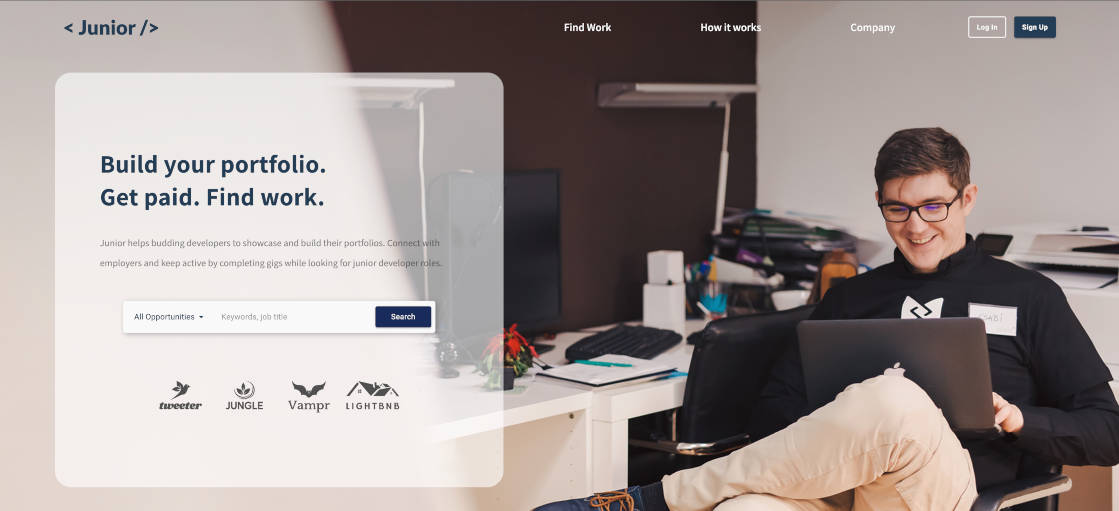 < Junior />
Find Work
How it works
Company
Log In
Sign Up
Build your portfolio.
Get paid. Find work.
Junior helps budding developers to showcase and build their portfolios. Connect with
employers and keep active by completing gigs while looking for junior developer roles.
All Opportunities
Keywords, job title
Search
tweeter
JUNGLE
Vampr
LIGHTBNB